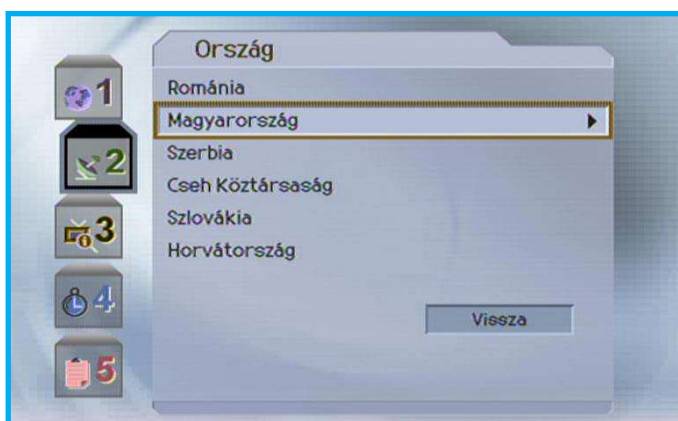 Ország
1
2
3
4
5
Románia
Magyarország
Szerbia
Cseh Köztársaság
Szlovákia
Horvátország
Vissza